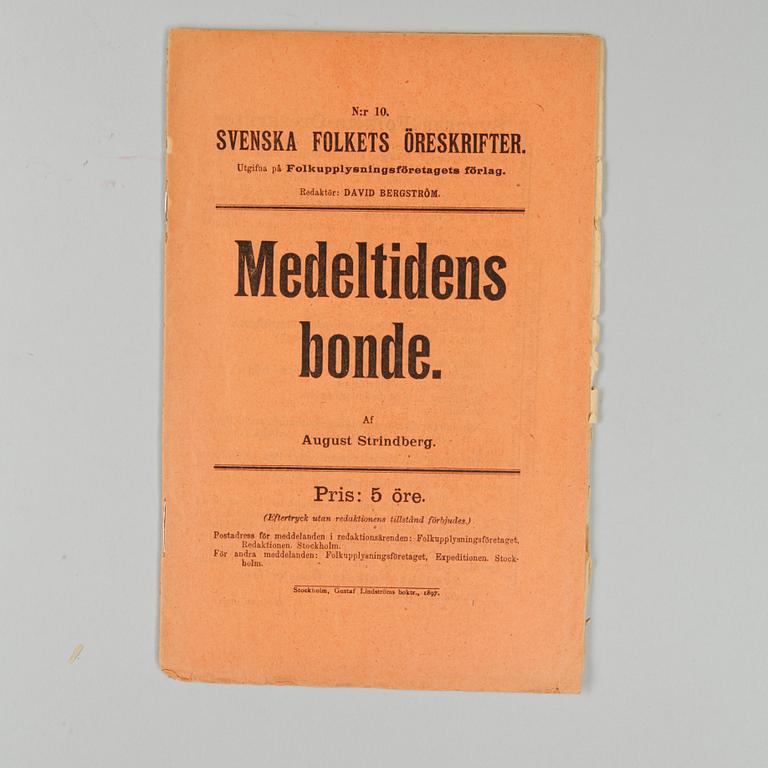 N:r 10.
SVENSKA FOLKETS ÖRESKRIFTER.
Utgifna på Folkupplysningsföretagets förlag.
Redaktör: DAVID BERGSTRÖM.
Medeltidens
bonde.
Af
August Strindberg.
Pris: 5 öre.
(Eftertryck utan redaktionens tillstånd förbjudes.)
Postadress för meddelanden i redaktionsärenden: Folkupplysningsföretaget,
Redaktionen. Stockholm.
För andra meddelanden: Folkupplysningsföretaget, Expeditionen. Stock-
holm.
Stockholm, Gustaf Lindströms boktr., 1897.